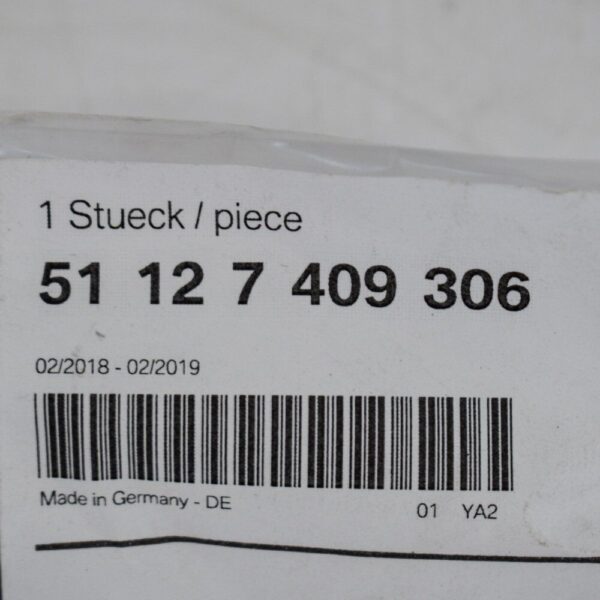 1 Stueck / piece
51 12 7 409 306
02/2018 - 02/2019
Made in Germany - DE 01 YA2